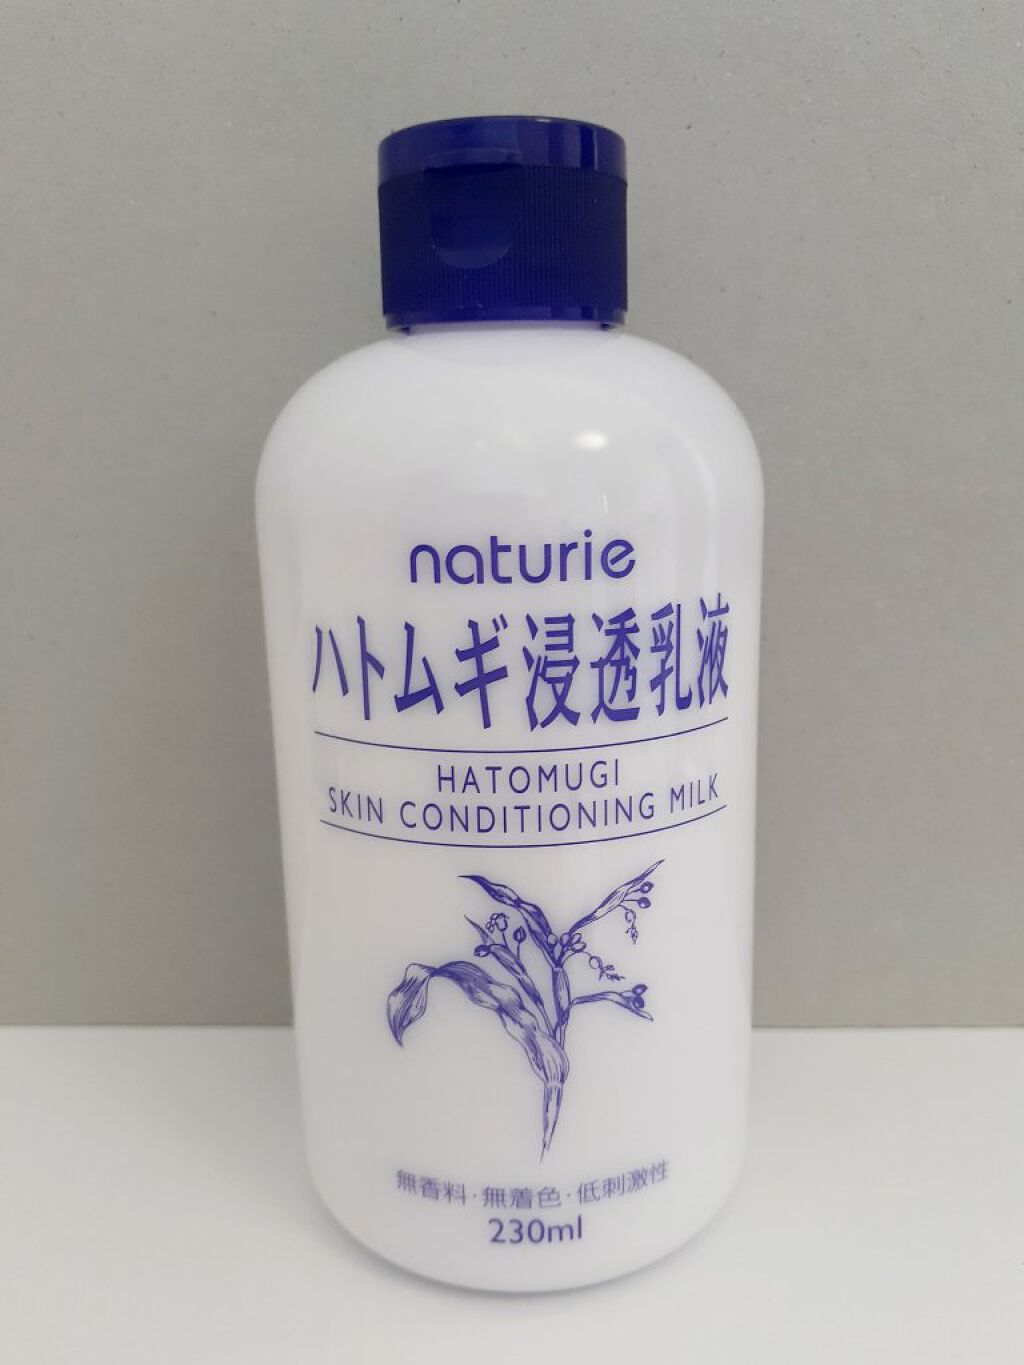 naturie
ハトムギ浸透乳液
HATOMUGI
SKIN CONDITIONING MILK
無香料・無着色・低刺激性
230ml